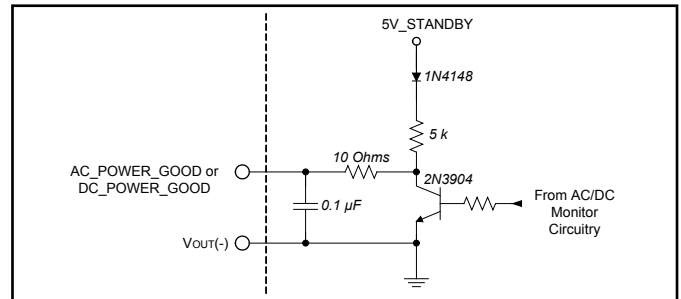 5V_STANDBY
1N4148
5 k
10 Ohms
AC_POWER_GOOD or
DC_POWER_GOOD
2N3904
0.1 µF
From AC/DC
Monitor
Circuitry
VOUT(-)